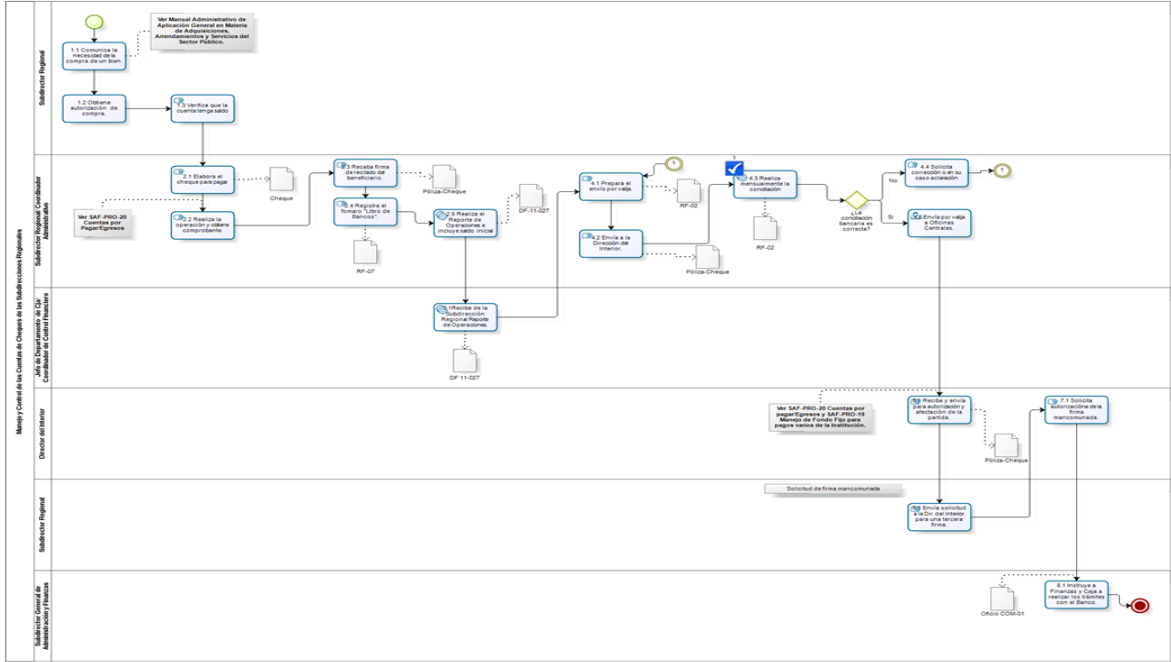 Manejo y Control de las Cuentas de Cheques de las Subdirecciones Regionales
Subdirector Regional
Ver Manual Administrativo de
Aplicación General en Materia
de Adquisiciones,
Arrendamientos y Servicios del
Sector Público.
1.1 Comunica la
necesidad de la
compra de un bien.
1.2 Obtiene
autorización de
compra.
1.3 Verifica que la
cuenta tenga saldo
Subdirector Regional Coordinador
Administrativo
2.1 Elabora el
cheque para pagar
Cheque
Ver SAF-PRO-20
Cuentas por
Pagar/Egresos
2.2 Realiza la
operación y obtiene
comprobante.
2.3 Recaba firma
de recibido del
beneficiario.
Póliza-Cheque
2.4 Registra el
fomaro "Libro de
Bancos".
RF-07
2.5 Realiza el
Reporte de
Operaciones e
incluye saldo inicial
DF-11-027
1
4.1 Prepara el
envío por valija.
RF-02
4.2 Envía a la
Dirección del
Interior.
Póliza-Cheque
1
4.3 Realiza
mensualmente la
conciliación
RF-02
¿La
conciliación
bancaria es
correcta?
No
Si
4.4 Solicita
corrección o en su
caso aclaración
1
Envía por valija
a Oficinas
Centrales.
Jefe de Departamento de Cja/
Coordinador de Control Financiero
Recibe de la
Subdirección
Regional Reporte
de Operaciones.
DF 11-027
Director del Interior
Ver SAF-PRO-20 Cuentas por
pagar/Egresos y SAF-PRO-19
Manejo de Fondo Fijo para
pagos varios de la Institución.
Recibe y envía
para autorización y
afectación de la
partida.
Póliza-Cheque
7.1 Solicita
autorizaciòna de la
firma
mancomunada.
Subdirector Regional
Solicitud de firma mancomunada
Envía solicitud
a la Dir. del Interior
para una tercera
firma.
Subdirector General de
Administración y Finanzas
Oficio COM-01
8.1 Instruye a
Finanzas y Caja a
realizar los trámites
con el Banco.